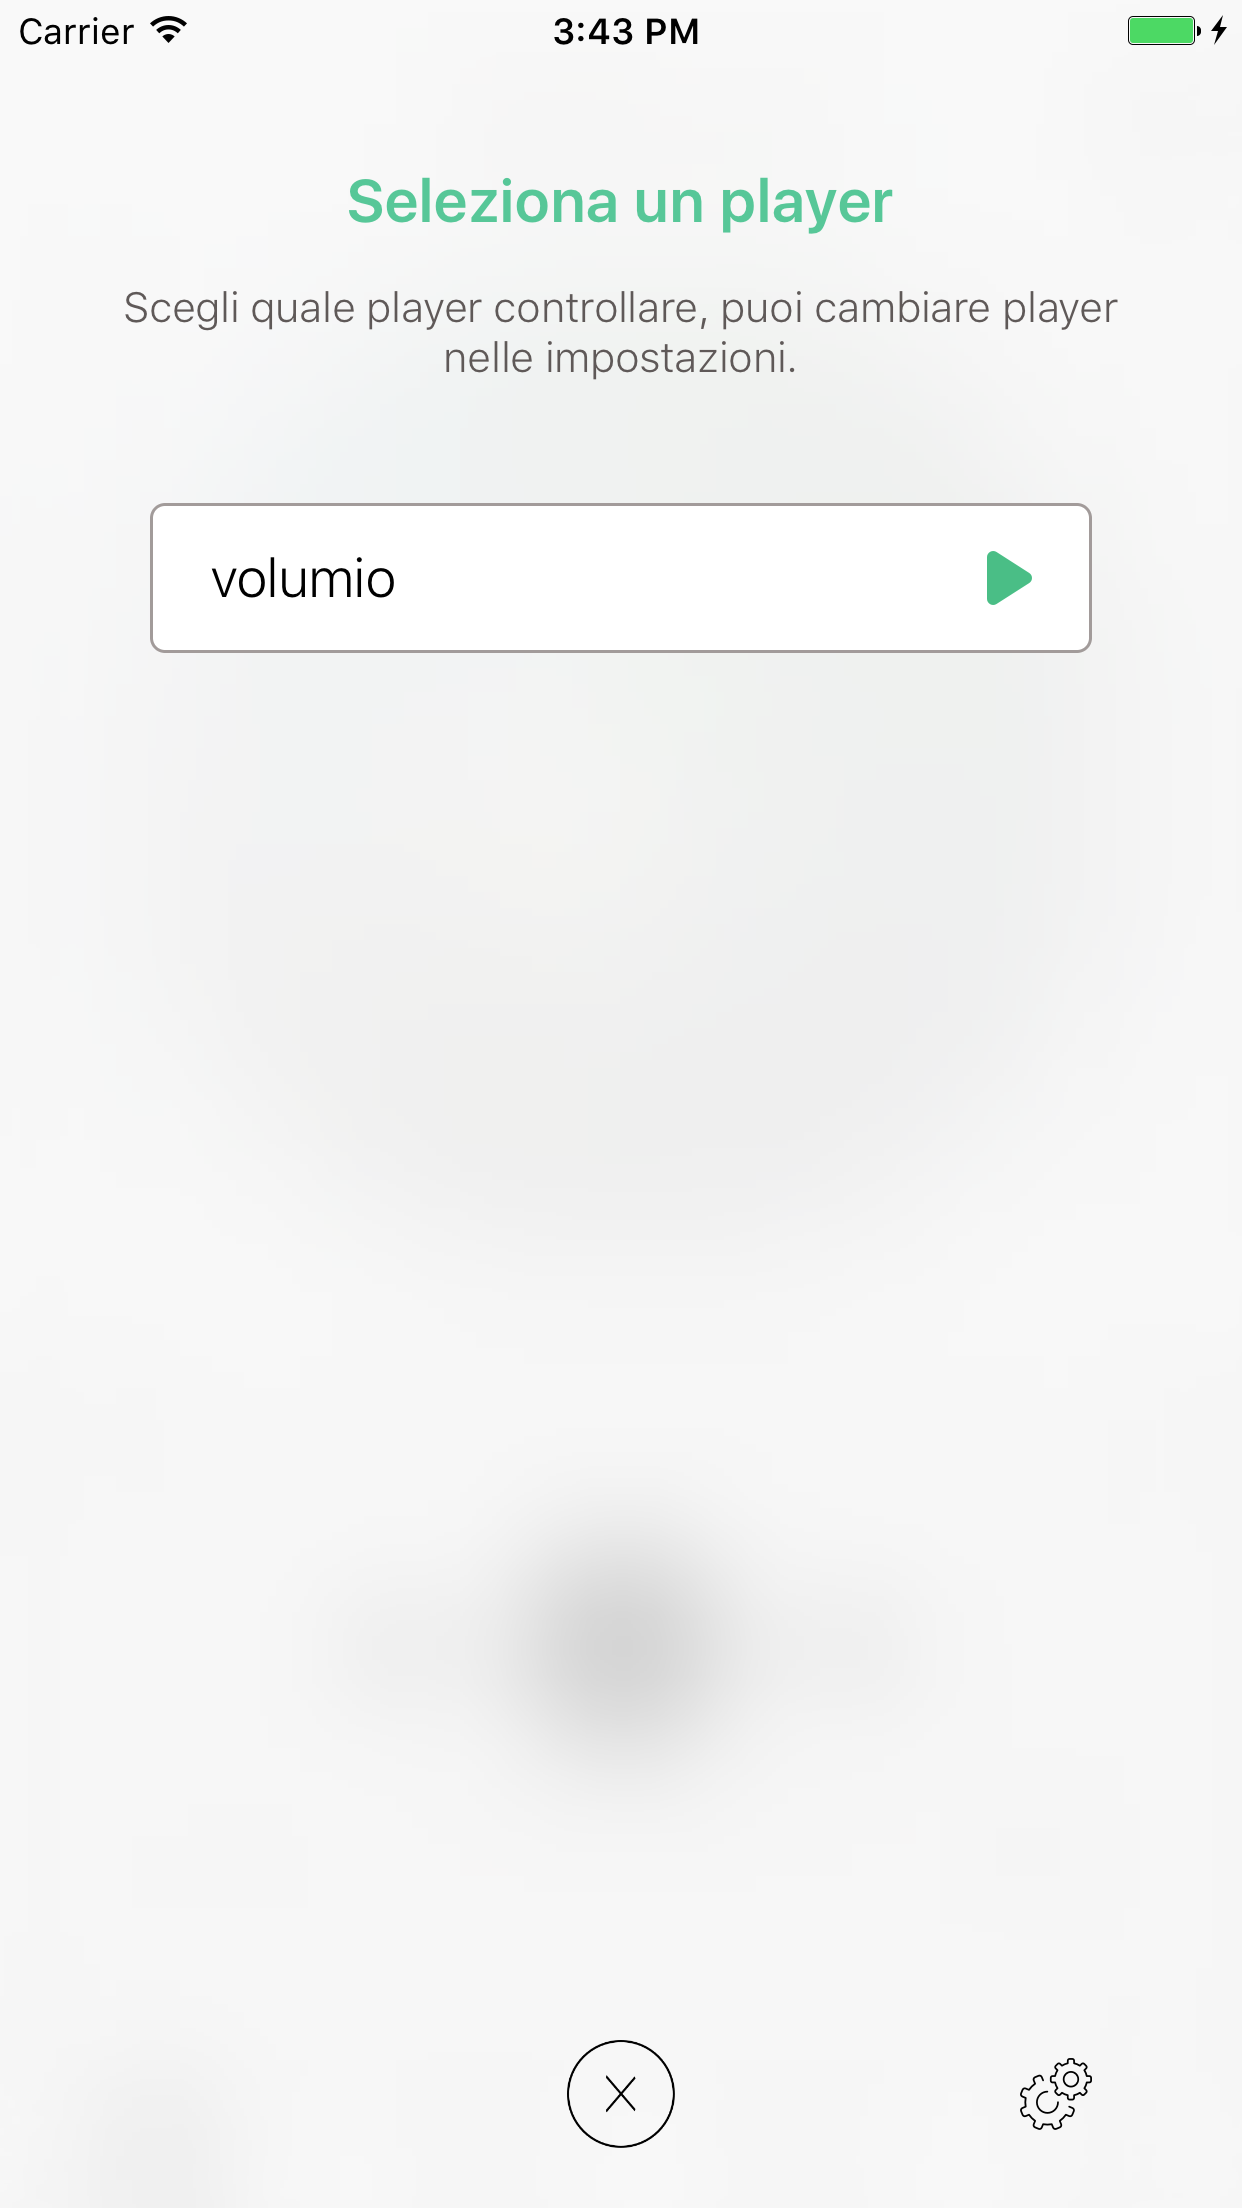 Carrier 3:43 PM
Seleziona un player
Scegli quale player controllare, puoi cambiare player
nelle impostazioni.
volumio